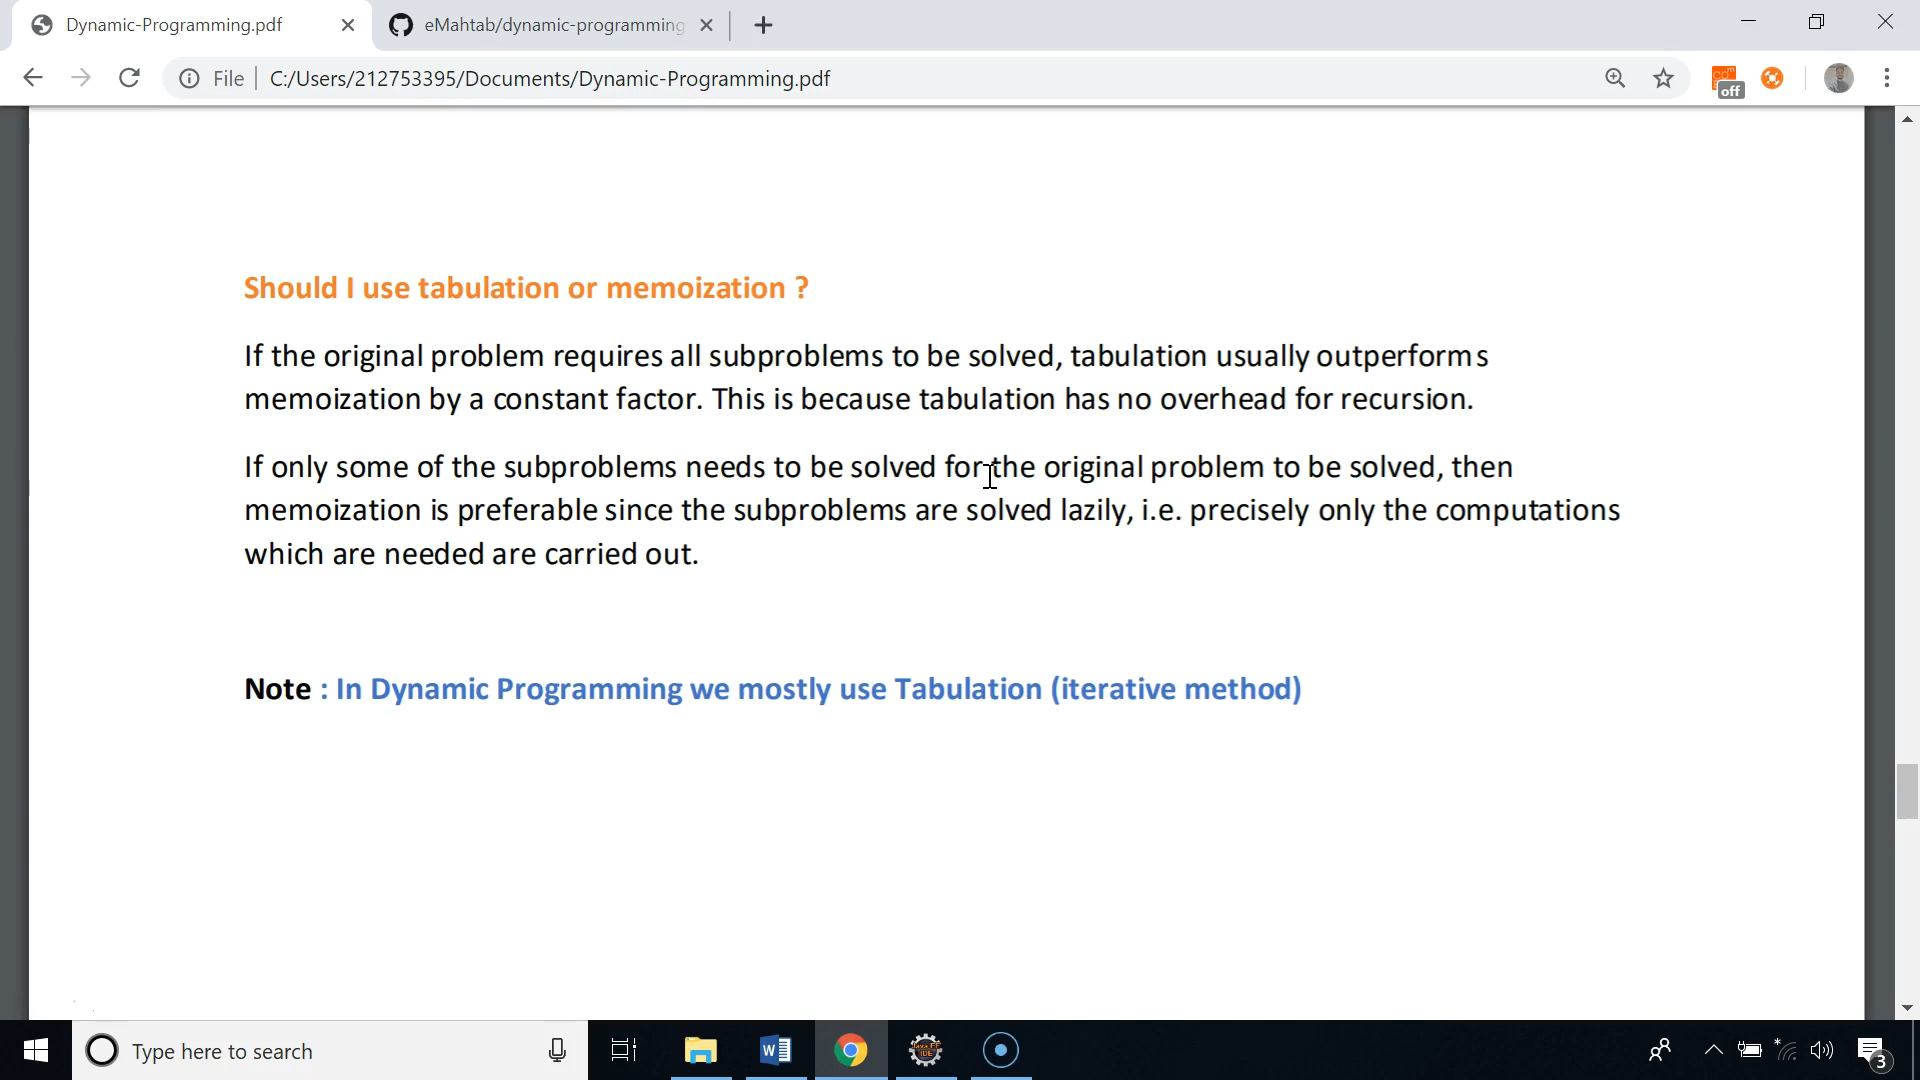 Dynamic-Programming.pdf
eMahtab/dynamic-programming
File
C:/Users/212753395/Documents/Dynamic-Programming.pdf
off
Should I use tabulation or memoization ?
If the original problem requires all subproblems to be solved, tabulation usually outperforms
memoization by a constant factor. This is because tabulation has no overhead for recursion.
If only some of the subproblems needs to be solved for the original problem to be solved, then
memoization is preferable since the subproblems are solved lazily, i.e. precisely only the computations
which are needed are carried out.
Note : In Dynamic Programming we mostly use Tabulation (iterative method)
Type here to search
3